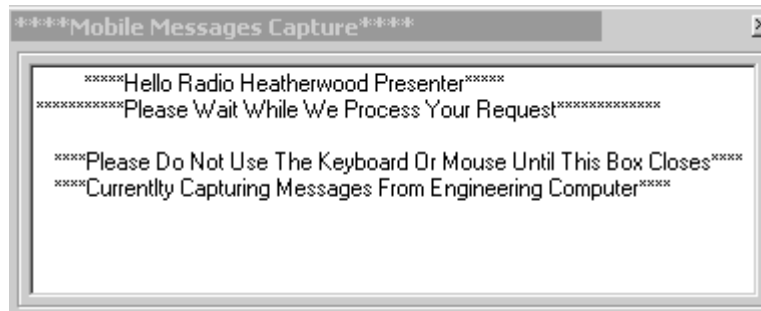 *****Mobile Messages Capture*****
*****Hello Radio Heatherwood Presenter*****
***********Please Wait While We Process Your Request*************
****Please Do Not Use The Keyboard Or Mouse Until This Box Closes****
****Currentlty Capturing Messages From Engineering Computer****